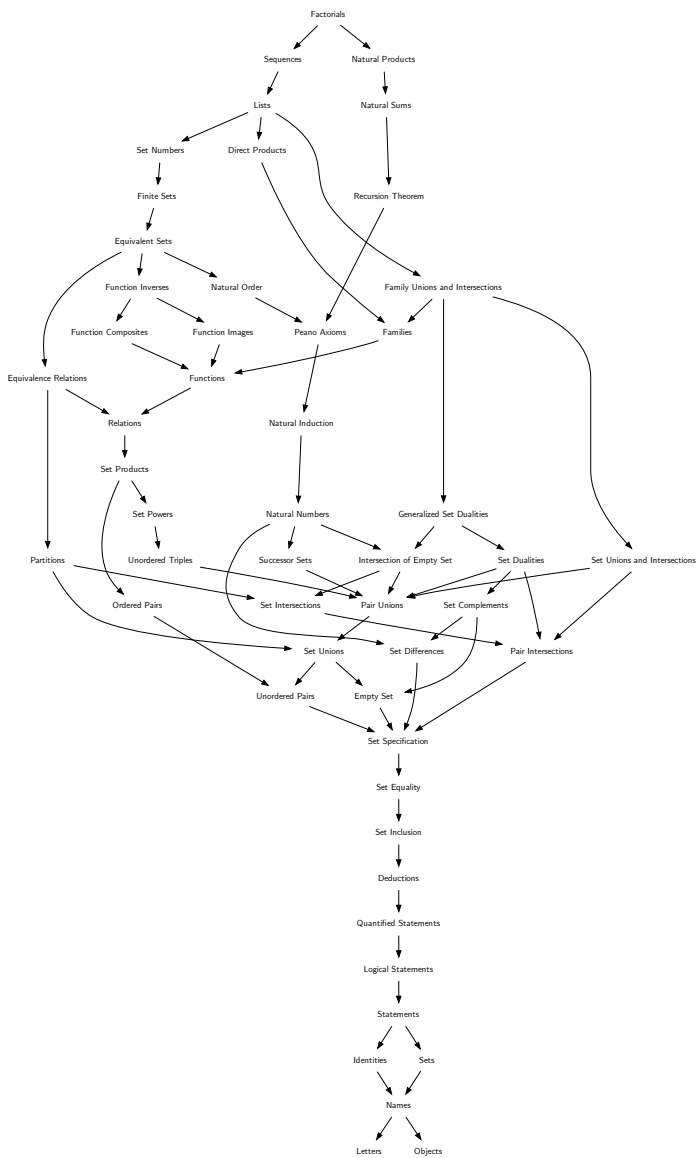 Factorials
Sequences
Natural Products
Lists
Natural Sums
Set Numbers
Direct Products
Finite Sets
Recursion Theorem
Equivalent Sets
Function Inverses
Natural Order
Family Unions and Intersections
Function Composites
Function Images
Peano Axioms
Families
Equivalence Relations
Functions
Relations
Natural Induction
Set Products
Set Powers
Natural Numbers
Generalized Set Dualities
Partitions
Unordered Triples
Successor Sets
Intersection of Empty Set
Set Dualities
Set Unions and Intersections
Ordered Pairs
Set Intersections
Pair Unions
Set Complements
Set Unions
Set Differences
Pair Intersections
Unordered Pairs
Empty Set
Set Specification
Set Equality
Set Inclusion
Deductions
Quantified Statements
Logical Statements
Statements
Identities
Sets
Names
Letters
Objects